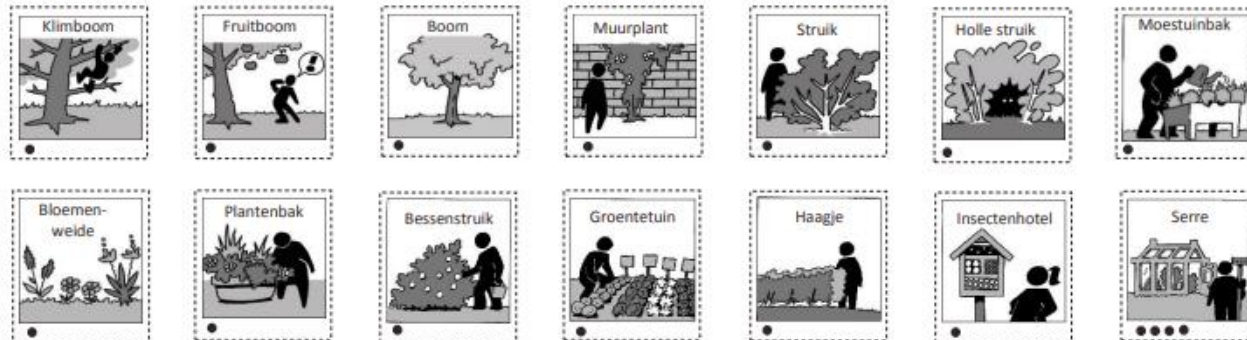 Klimboom
Fruitboom
Boom
Muurplant
Struik
Holle struik
Moestuinbak
Bloemen-
weide
Plantenbak
Bessenstruik
Groentetuin
Haagje
Insectenhotel
Serre